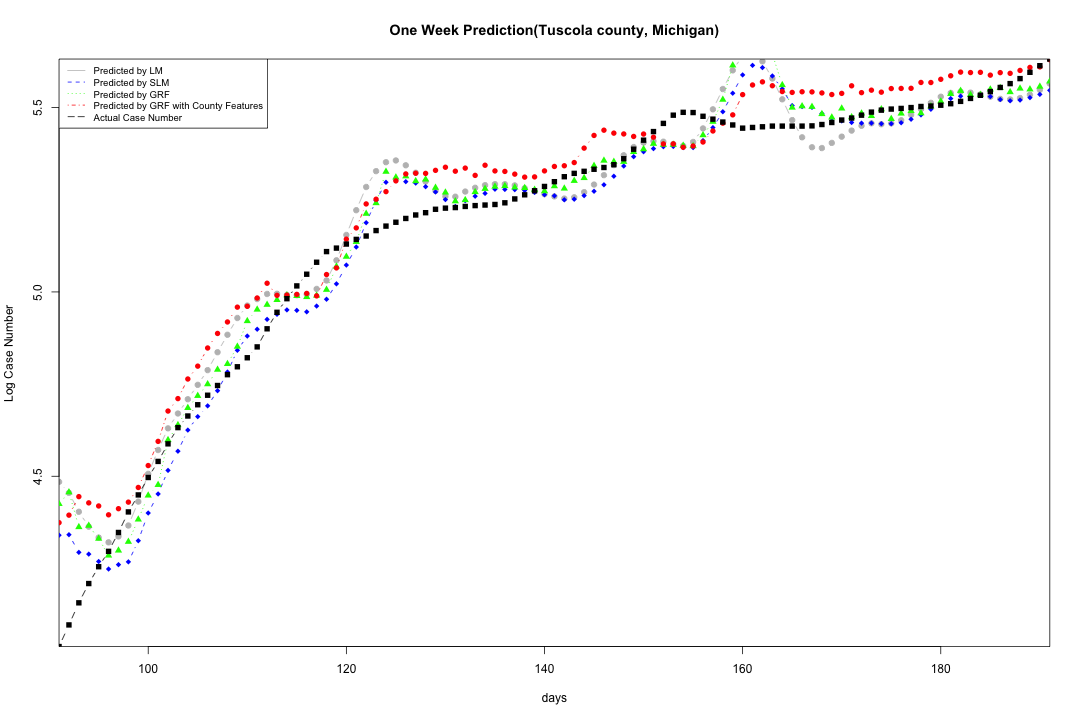 One Week Prediction(Tuscola county, Michigan)
Predicted by LM
Predicted by SLM
Predicted by GRF
Predicted by GRF with County Features
Actual Case Number
5.5
5.0
4.5
Log Case Number
100 120 140 160 180
days